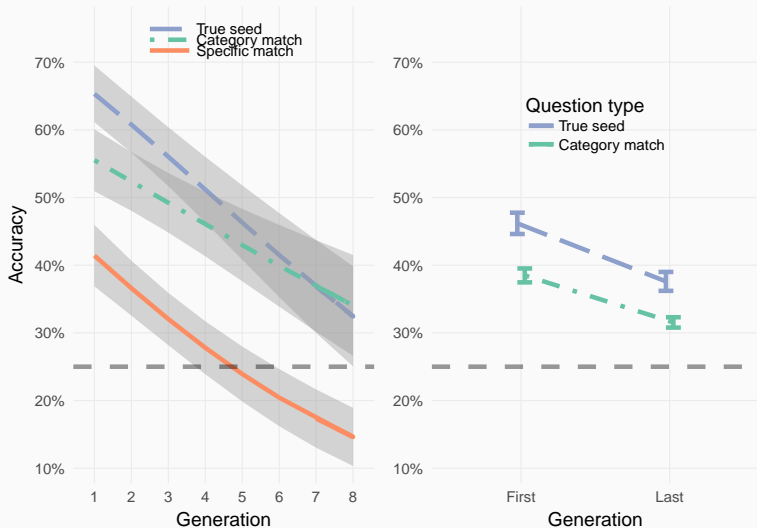 True seed
Category match
Specific match
70%
60%
50%
40%
30%
20%
10%
Accuracy
1 2 3 4 5 6 7 8
Generation
70%
60%
50%
40%
30%
20%
10%
Question type
True seed
Category match
First Last
Generation